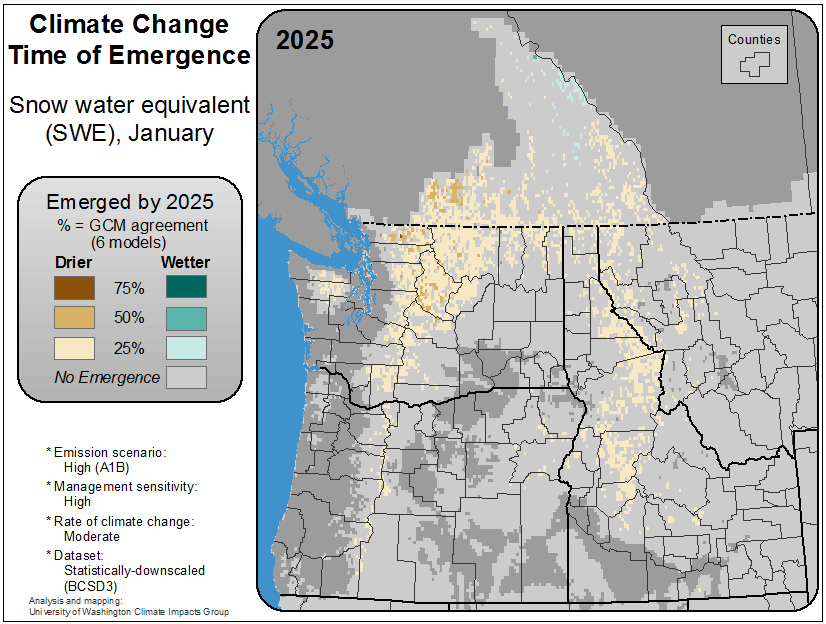 Climate Change
Time of Emergence
Snow water equivalent
(SWE), January
Emerged by 2025
% = GCM agreement
(6 models)
Drier Wetter
75%
50%
25%
No Emergence
* Emission scenario:
High (A1B)
* Management sensitivity:
High
* Rate of climate change:
Moderate
* Dataset:
Statistically-downscaled
(BCSD3)
Analysis and mapping:
University of Washington Climate Impacts Group
2025
Counties